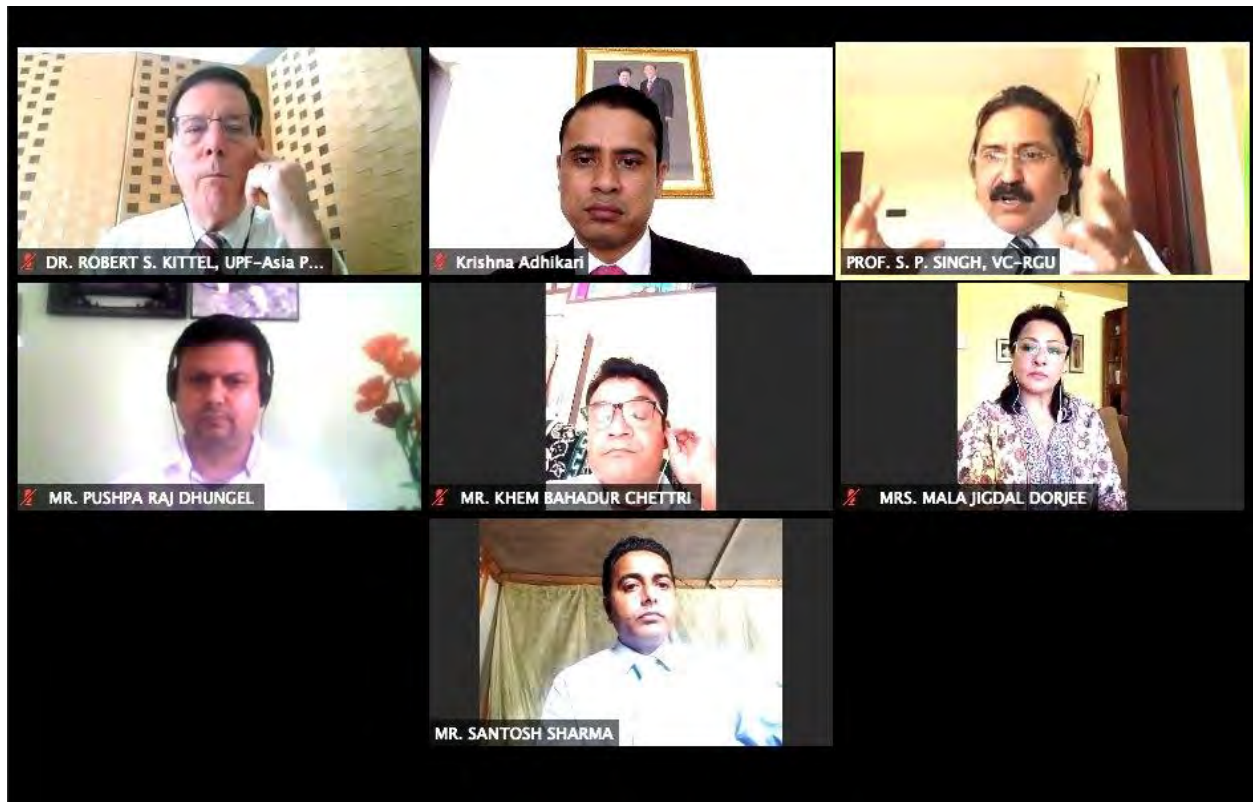 DR. ROBERT S. KITTEL, UPF-Asia P...
Krishna Adhikari
PROF. S. P. SINGH, VC-RGU
MR. PUSHPA RAJ DHUNGEL
MR. KHEM BAHADUR CHETTRI
MRS. MALA JIGDAL DORJEE
MR. SANTOSH SHARMA